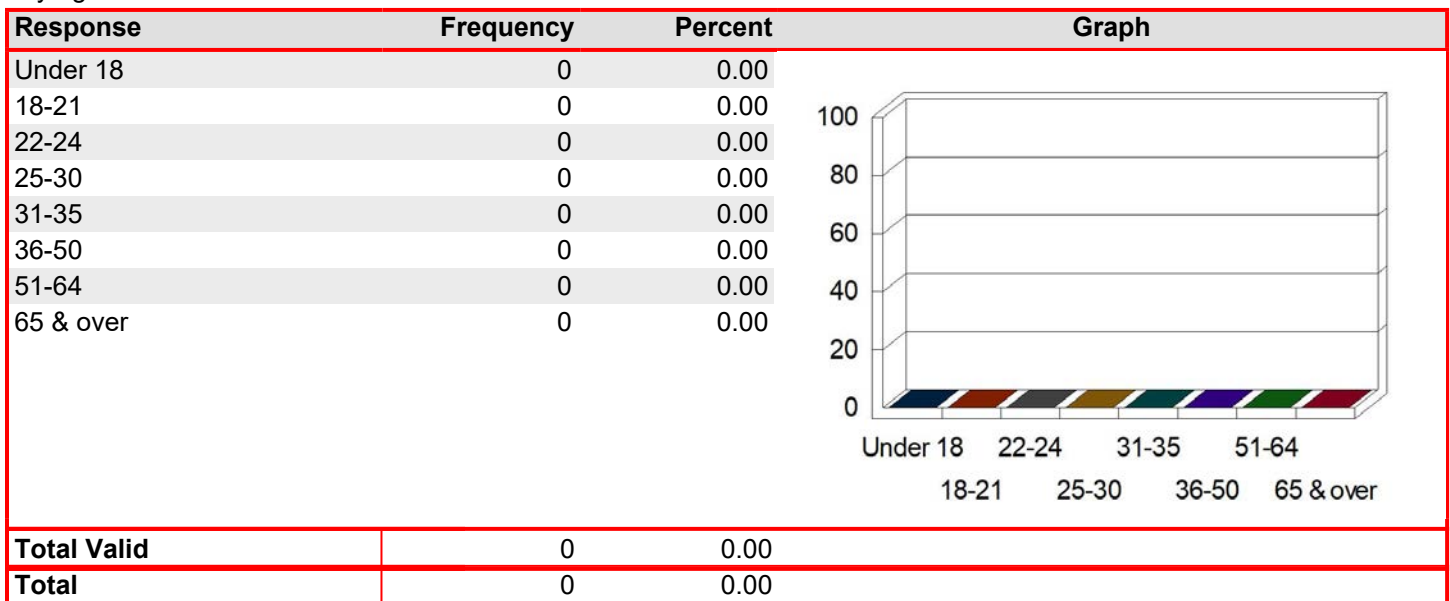 Response Frequency Percent Graph
Under 18 0 0.00
18-21 0 0.00
22-24 0 0.00
25-30 0 0.00
31-35 0 0.00
36-50 0 0.00
51-64 0 0.00
65 & over 0 0.00
100
80
60
40
20
0
Under 18 22-24 31-35 51-64
18-21 25-30 36-50 65 & over
Total Valid 0 0.00
Total 0 0.00